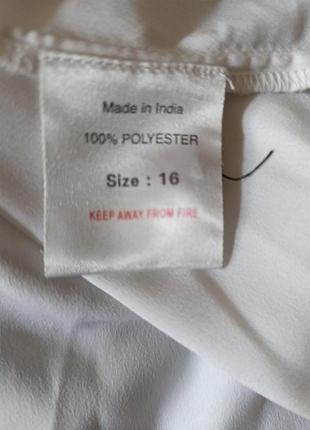 Made in India
100% POLYESTER
Size : 16
KEEP AWAY FROM FIRE